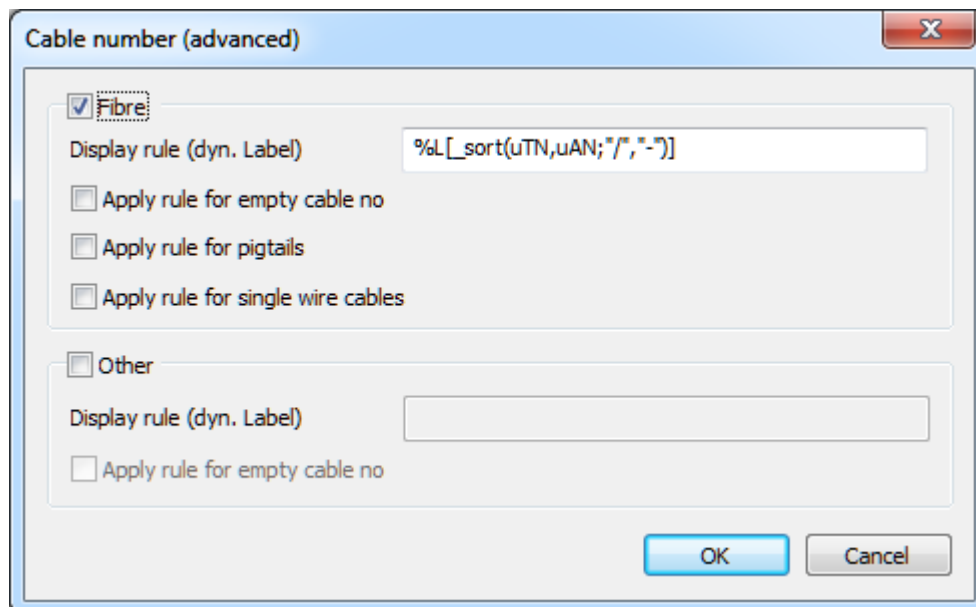 Cable number (advanced)
Fibre
Display rule (dyn. Label) %L[_sort(uTN,uAN;"/","-")]
Apply rule for empty cable no
Apply rule for pigtails
Apply rule for single wire cables
Other
Display rule (dyn. Label)
Apply rule for empty cable no
OK Cancel